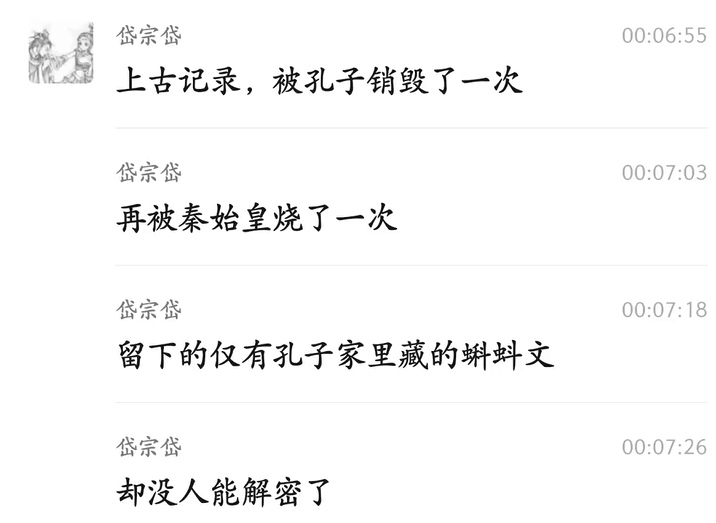 岱宗岱 00:06:55
上古记录，被孔子销毁了一次
岱宗岱 00:07:03
再被秦始皇烧了一次
岱宗岱 00:07:18
留下的仅有孔子家里藏的蝌蚪文
岱宗岱 00:07:26
却没人能解密了